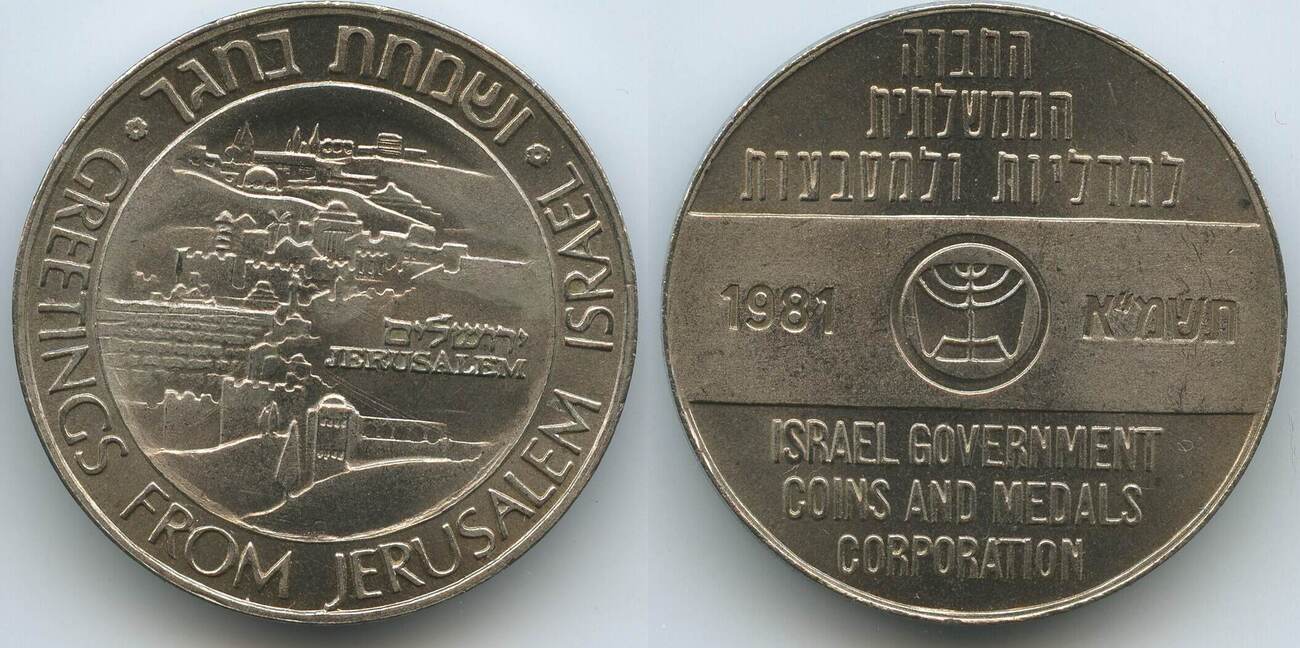 ושמחת בחגך
GREETINGS FROM JERUSALEM ISRAEL
ירושלים
JERUSALEM
החברה
הממשלתית
למדליות ולמטבעות
1981
תשמ"א
ISRAEL GOVERNMENT
COINS AND MEDALS
CORPORATION